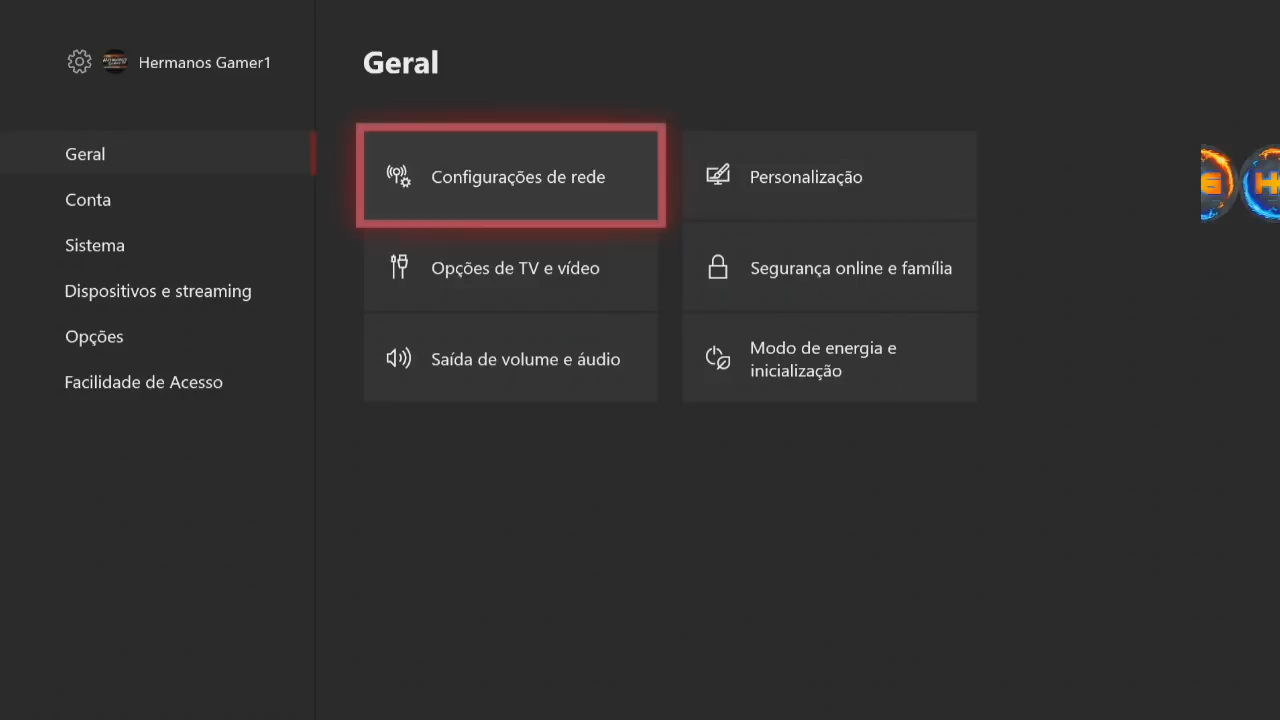 Hermanos Gamer1
Geral
Conta
Sistema
Dispositivos e streaming
Opções
Facilidade de Acesso
Geral
Configurações de rede
Personalização
Opções de TV e vídeo
Segurança online e família
Saída de volume e áudio
Modo de energia e
inicialização